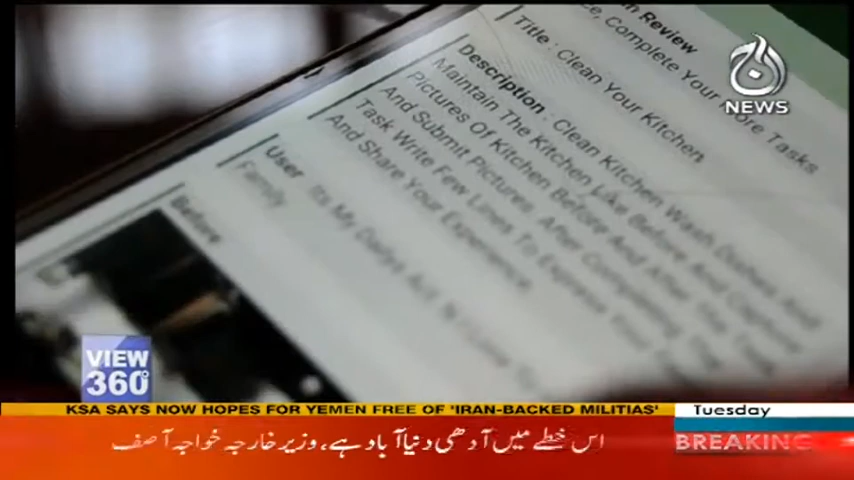 Review
Complete Your More Tasks
Title : Clean Your Kitchen
Description : Clean Kitchen Wash Dishes And
Maintain The Kitchen Like Before And Capture
Pictures Of Kitchen Before And After The Task
And Submit Pictures. After Completing The
Task Write Few Lines To Express Your
And Share Your Experience.
User
Family
Before
NEWS
VIEW
360°
KSA SAYS NOW HOPES FOR YEMEN FREE OF 'IRAN-BACKED MILITIAS'
Tuesday
اس خطے میں آدھی دنیا آباد ہے، وزیر خارجہ خواجہ آصف
BREAKING